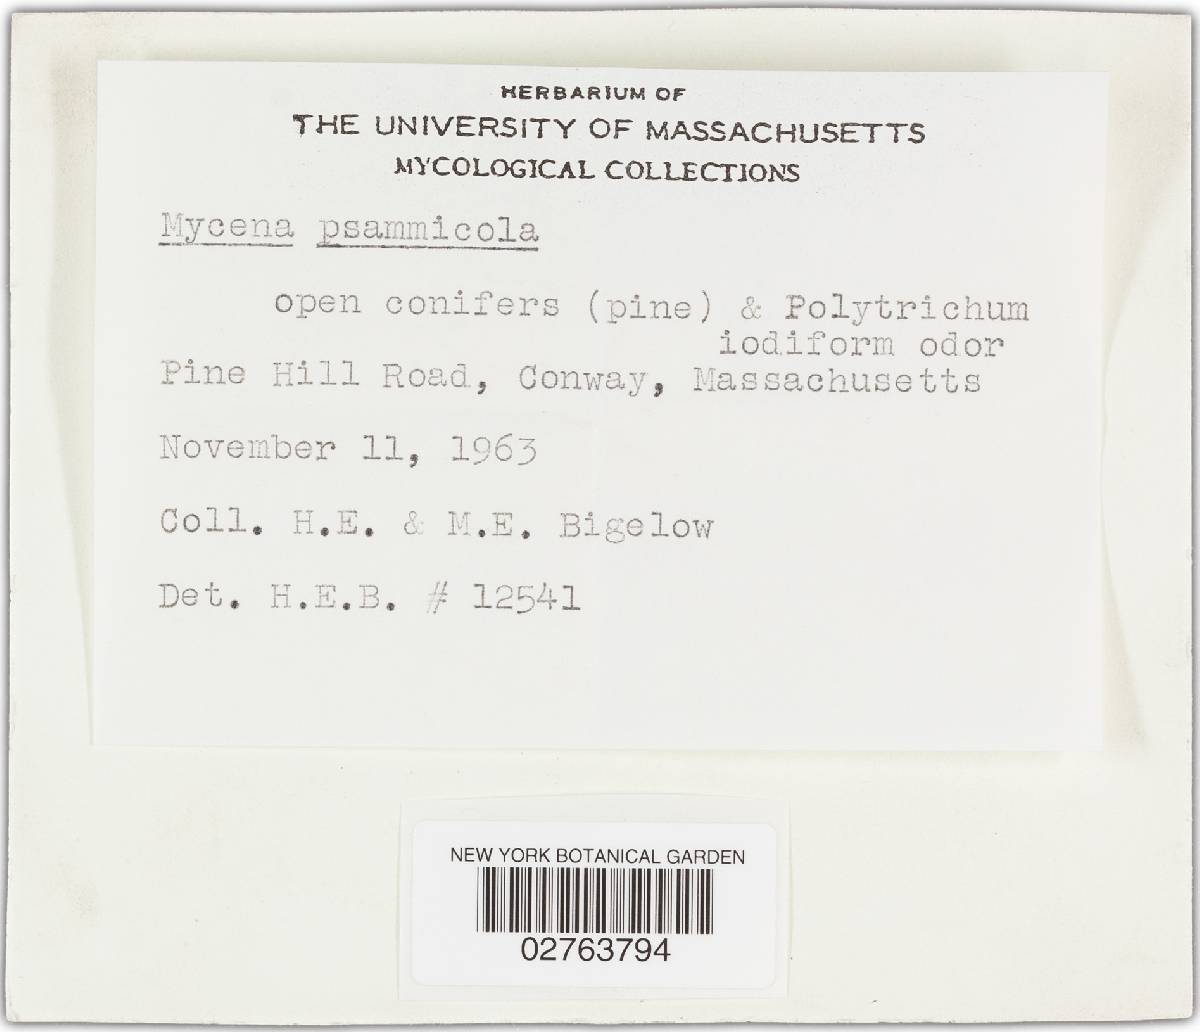 HERBARIUM OF
THE UNIVERSITY OF MASSACHUSETTS
MYCOLOGICAL COLLECTIONS
Mycena psammicola
open conifers (pine) & Polytrichum
iodiform odor
Pine Hill Road, Conway, Massachusetts
November 11, 1963
Coll. H.E. & M.E. Bigelow
Det. H.E.B. # 12541
NEW YORK BOTANICAL GARDEN
02763794